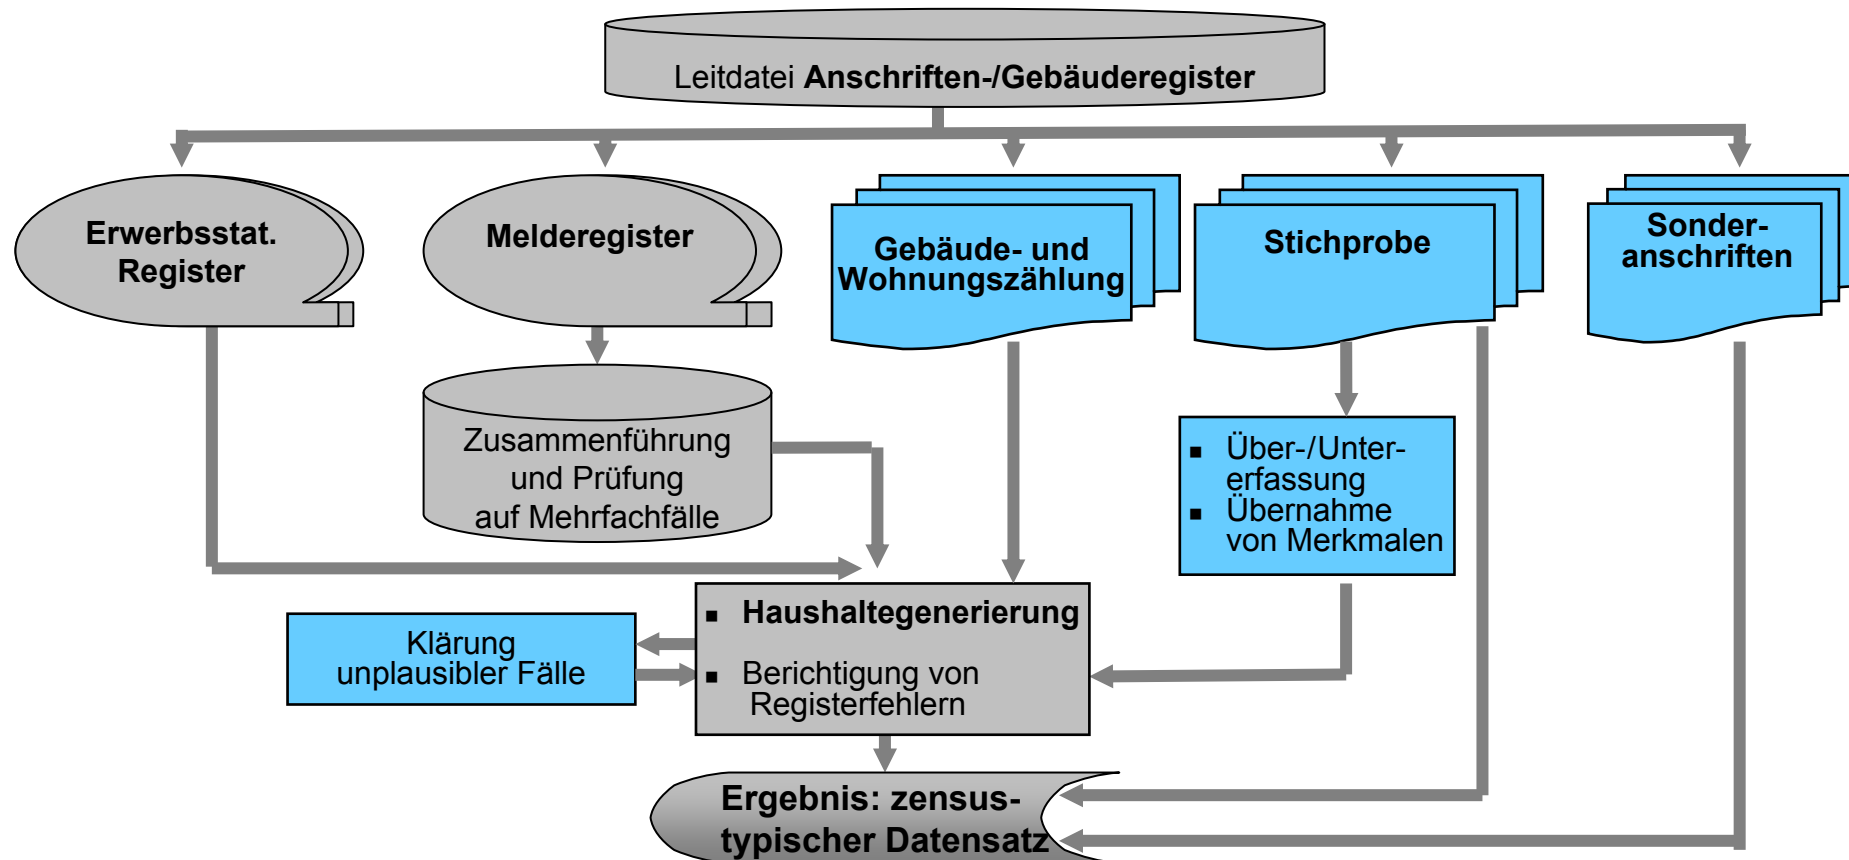 Leitdatei Anschriften-/Gebäuderegister
Erwerbsstat.
Register
Melderegister
Gebäude- und
Wohnungszählung
Stichprobe
Sonder-
anschriften
Zusammenführung
und Prüfung
auf Mehrfachfälle
▪ Über-/Unter-
erfassung
▪ Übernahme
von Merkmalen
Klärung
unplausibler Fälle
▪ Haushaltegenerierung
▪ Berichtigung von
Registerfehlern
Ergebnis: zensus-
typischer Datensatz